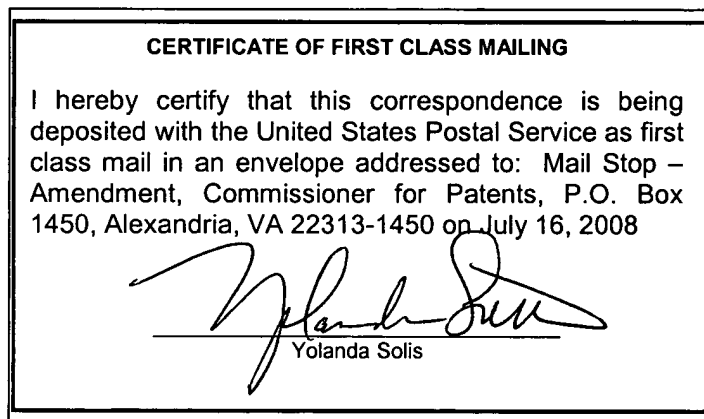 CERTIFICATE OF FIRST CLASS MAILING
I hereby certify that this correspondence is being
deposited with the United States Postal Service as first
class mail in an envelope addressed to: Mail Stop –
Amendment, Commissioner for Patents, P.O. Box
1450, Alexandria, VA 22313-1450 on July 16, 2008
Yolanda Solis
Yolanda Solis